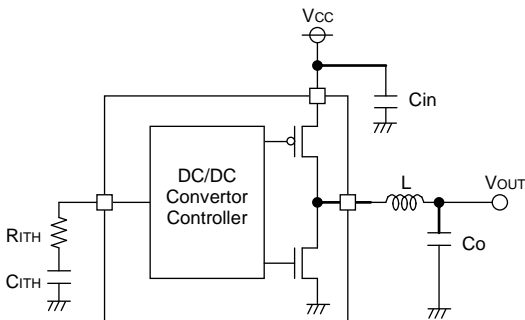 VCC
Cin
DC/DC
Convertor
Controller
L
VOUT
RITH
Co
CITH